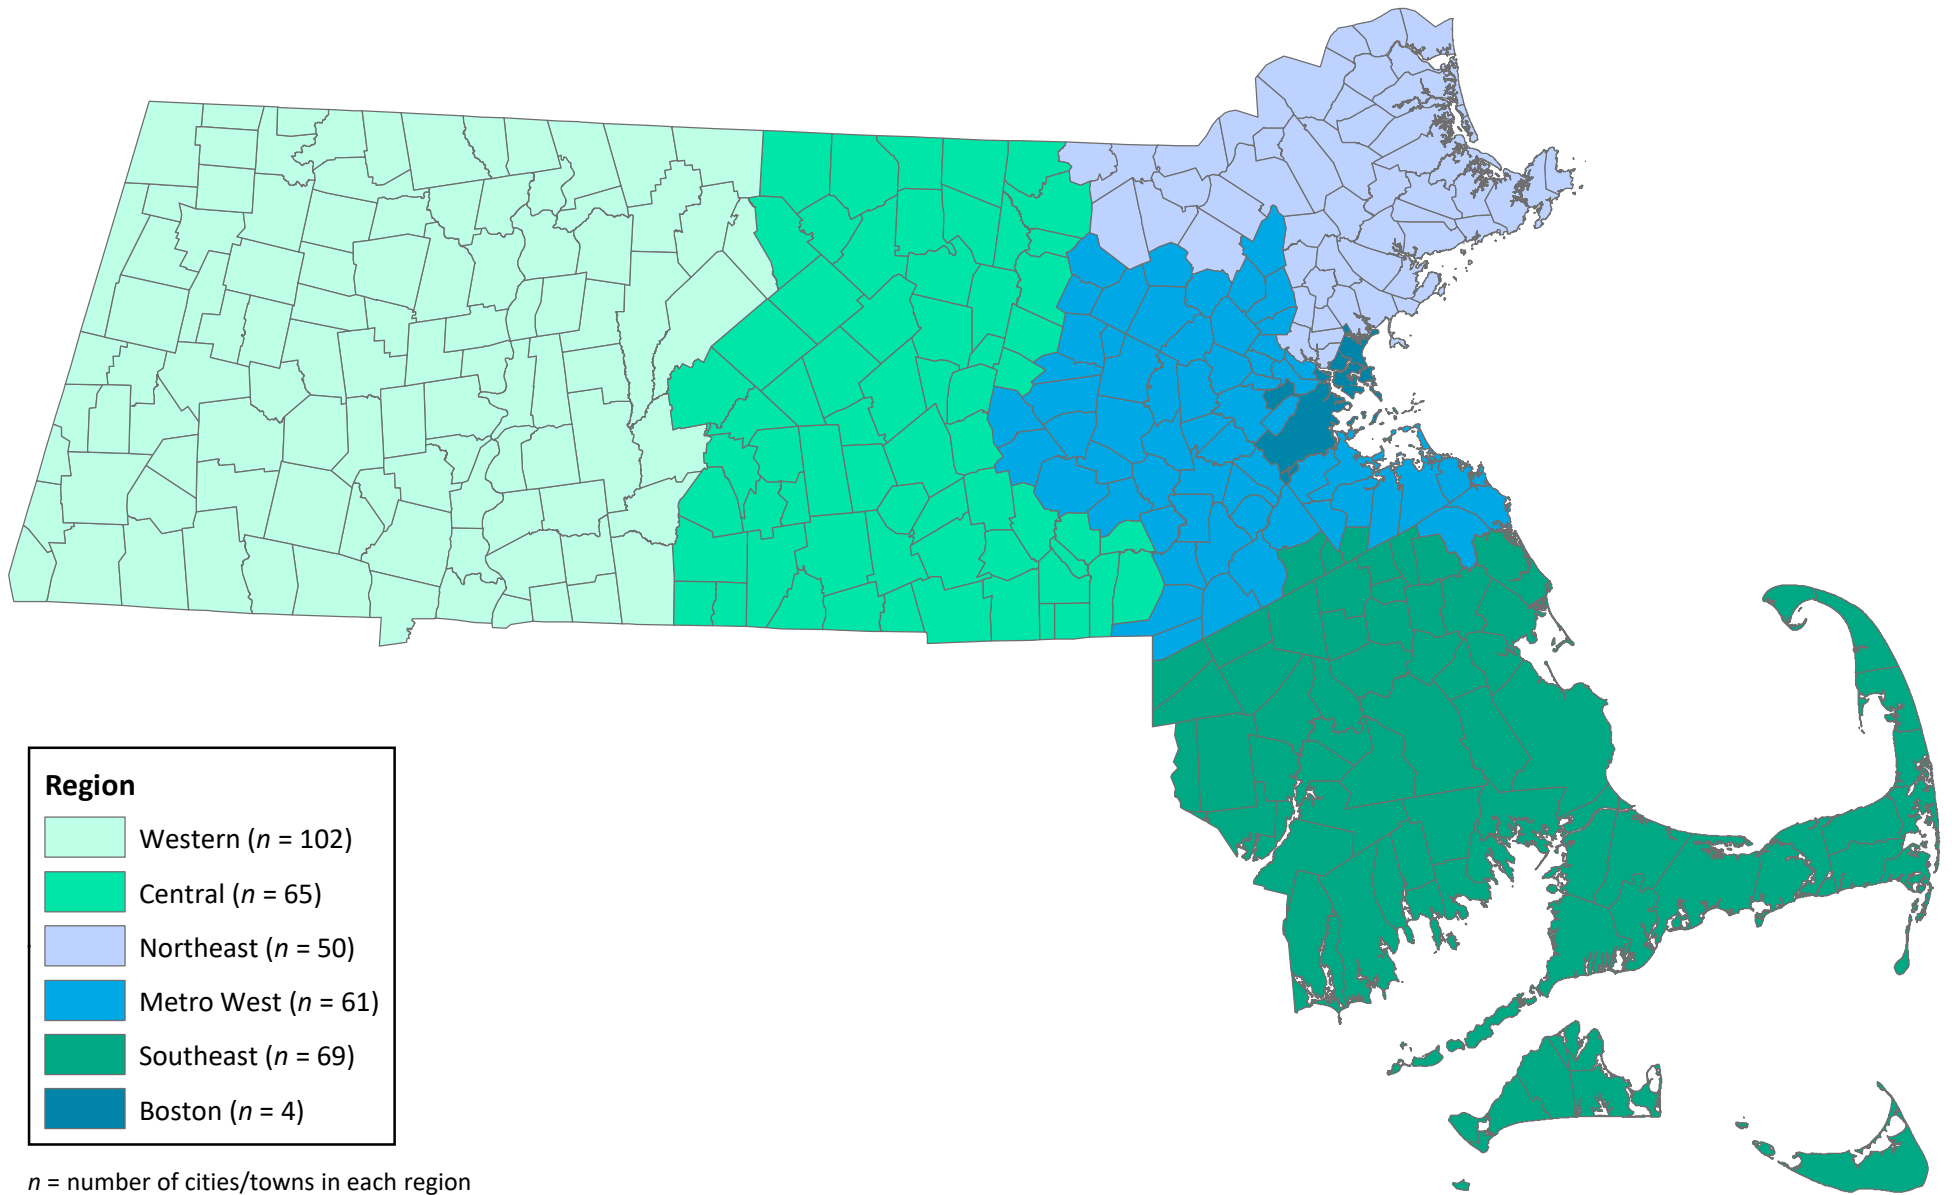 Region
Western (n = 102)
Central (n = 65)
Northeast (n = 50)
Metro West (n = 61)
Southeast (n = 69)
Boston (n = 4)
n = number of cities/towns in each region